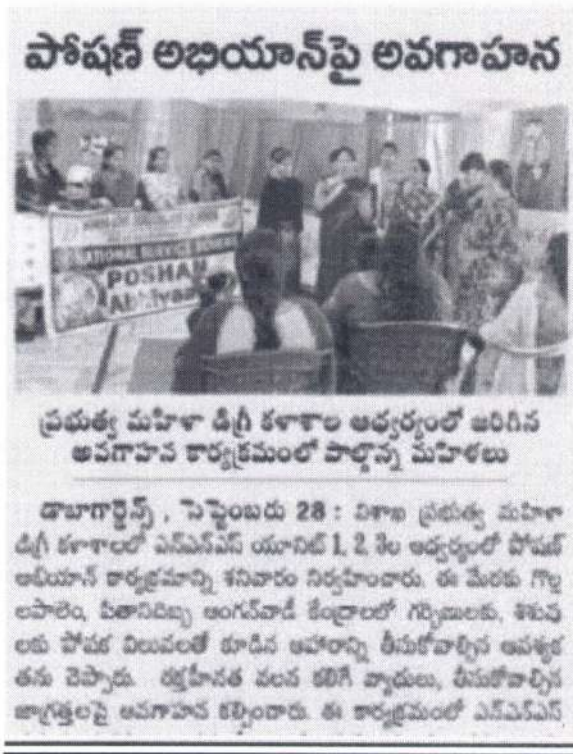 పోషణ్ అభియాన్‌పై అవగాహన
NATIONAL SERVICE SCHEME
POSHAN
Abhiyaan
ప్రభుత్వ మహిళా డిగ్రీ కళాశాల ఆధ్వర్యంలో జరిగిన
అవగాహన కార్యక్రమంలో పాల్గొన్న మహిళలు
డాబాగార్డెన్స్, సెప్టెంబరు 28 : విశాఖ ప్రభుత్వ మహిళా
డిగ్రీ కళాశాలలో ఎన్ఎస్ఎస్ యూనిట్ 1, 2, 3ల ఆధ్వర్యంలో పోషణ్
అభియాన్ కార్యక్రమాన్ని శనివారం నిర్వహించారు. ఈ మేరకు గొల్ల
లపాలెం, పితానిదిబ్బ అంగన్‌వాడీ కేంద్రాలలో గర్భిణులకు, శిశువు
లకు పోషక విలువలతో కూడిన ఆహారాన్ని తీసుకోవాల్సిన ఆవశ్యక
తను చెప్పారు. రక్తహీనత వలన కలిగే వ్యాధులు, తీసుకోవాల్సిన
జాగ్రత్తలపై అవగాహన కల్పించారు. ఈ కార్యక్రమంలో ఎన్ఎస్ఎస్